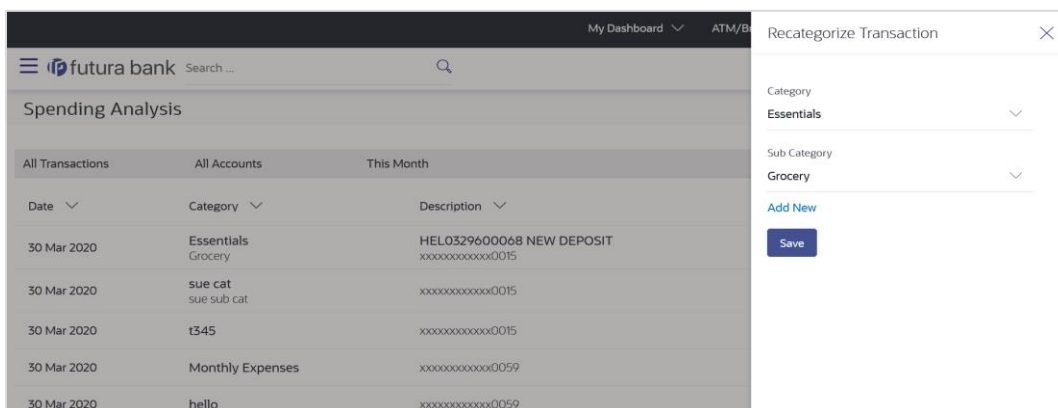 My Dashboard ATM/B
Recategorize Transaction
futura bank Search ...
Spending Analysis
Category
Essentials
Sub Category
Grocery
Add New
Save
All Transactions All Accounts This Month
Date Category Description
30 Mar 2020 Essentials HEL0329600068 NEW DEPOSIT
Grocery xxxxxxxxxxxx0015
30 Mar 2020 sue cat xxxxxxxxxxxx0015
sue sub cat
30 Mar 2020 t345 xxxxxxxxxxxx0015
30 Mar 2020 Monthly Expenses xxxxxxxxxxxx0059
30 Mar 2020 hello xxxxxxxxxxxx0059